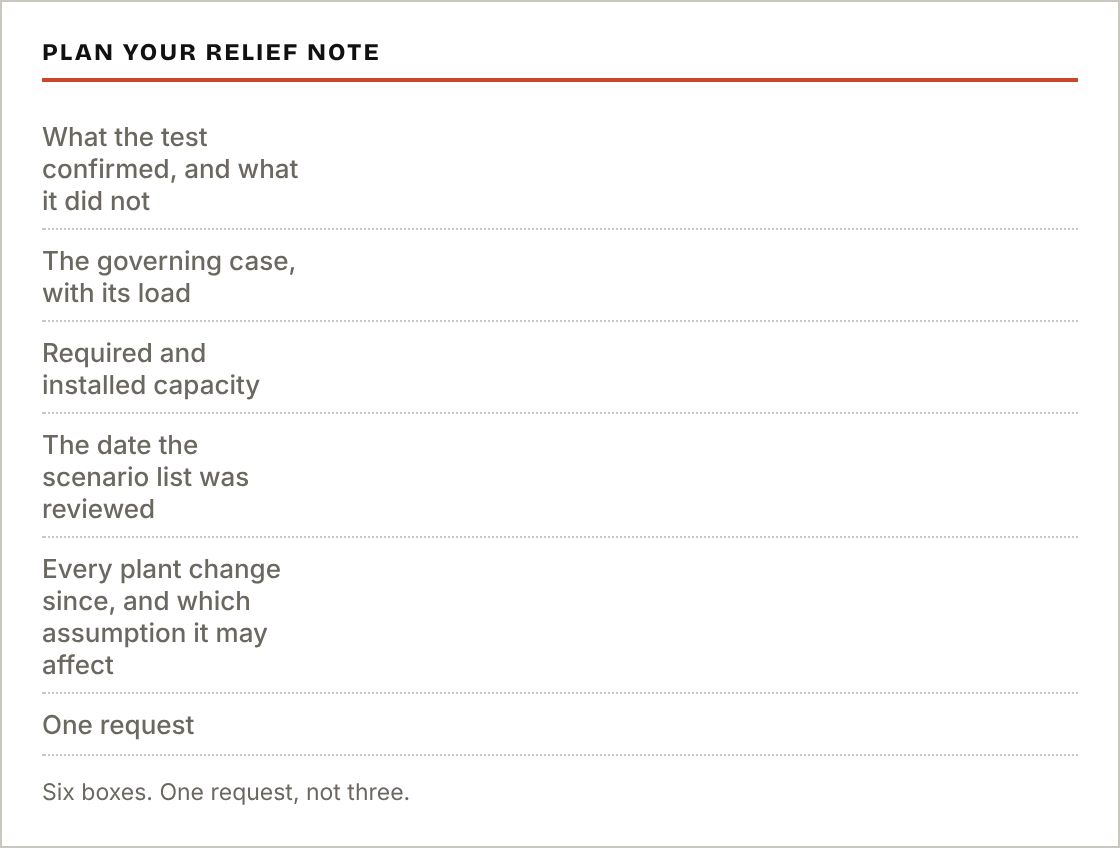 PLAN YOUR RELIEF NOTE
What the test
confirmed, and what
it did not
The governing case,
with its load
Required and
installed capacity
The date the
scenario list was
reviewed
Every plant change
since, and which
assumption it may
affect
One request
Six boxes. One request, not three.